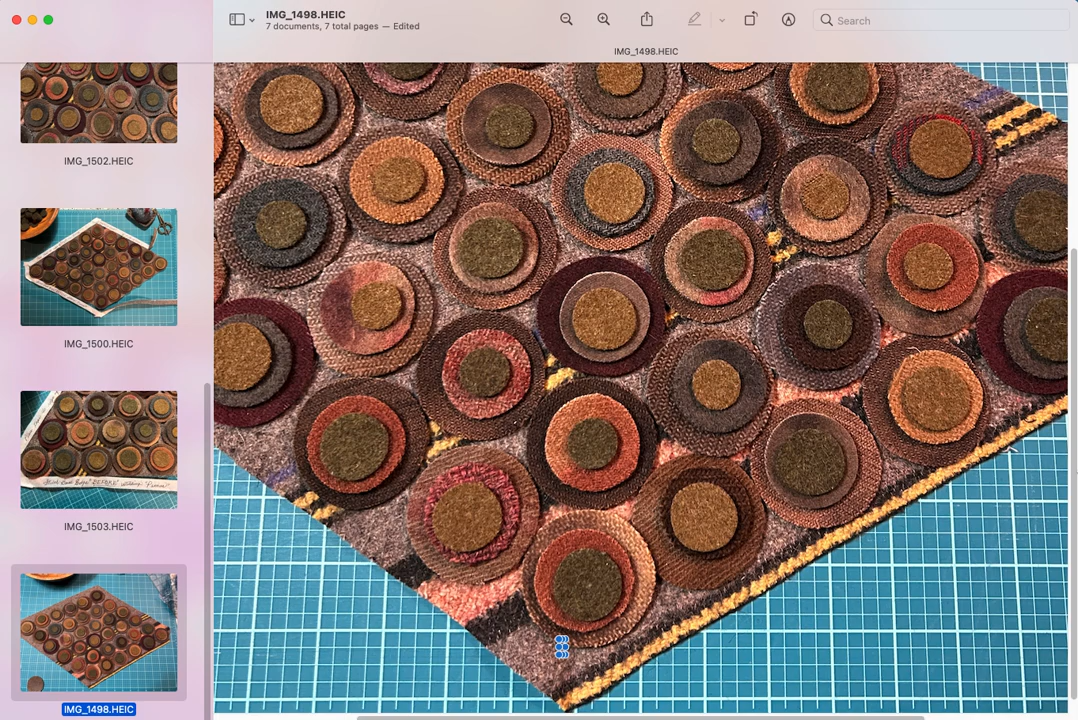 IMG_1498.HEIC
7 documents, 7 total pages — Edited
Search
IMG_1498.HEIC
IMG_1502.HEIC
IMG_1500.HEIC
IMG_1503.HEIC
IMG_1498.HEIC